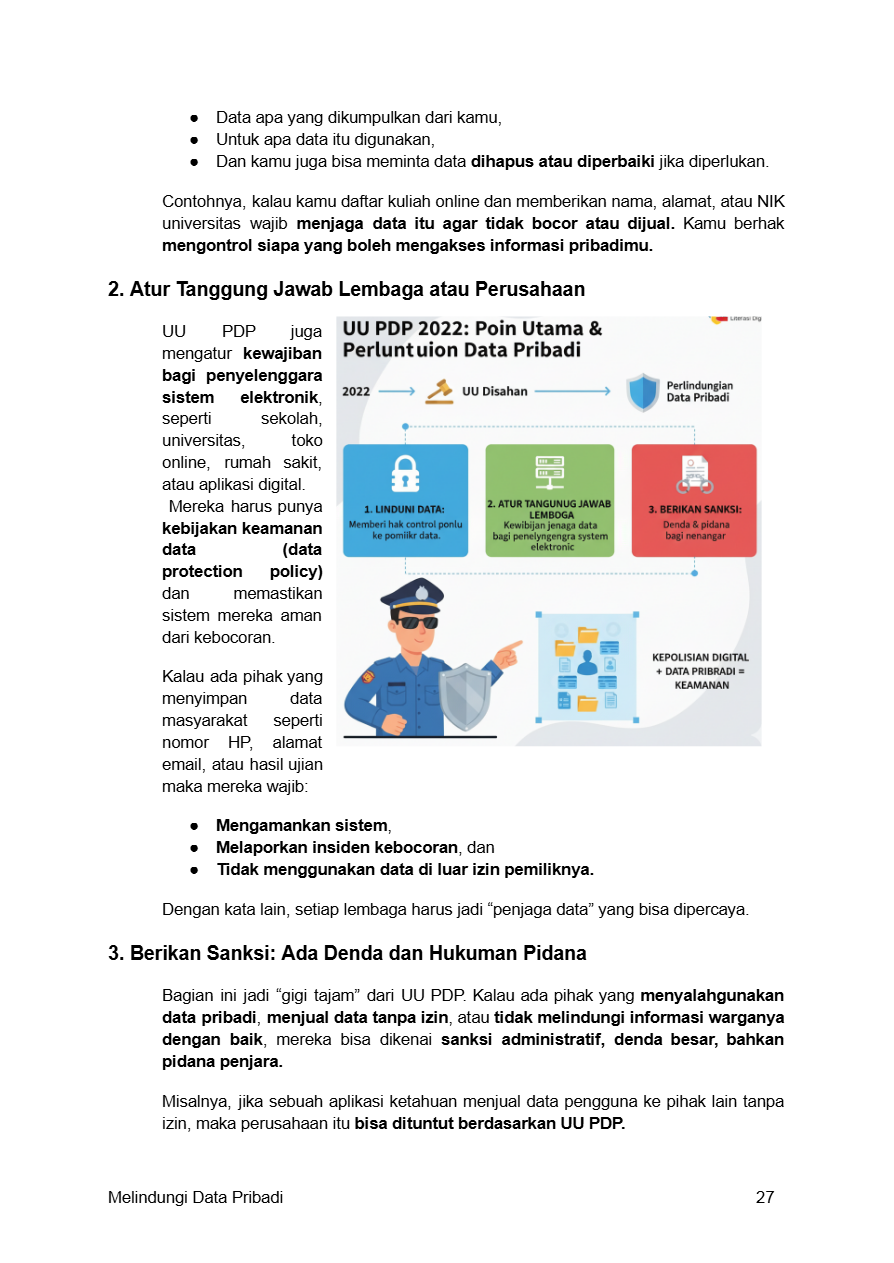 ● Data apa yang dikumpulkan dari kamu,
● Untuk apa data itu digunakan,
● Dan kamu juga bisa meminta data dihapus atau diperbaiki jika diperlukan.
Contohnya, kalau kamu daftar kuliah online dan memberikan nama, alamat, atau NIK
universitas wajib menjaga data itu agar tidak bocor atau dijual. Kamu berhak
mengontrol siapa yang boleh mengakses informasi pribadimu.
2. Atur Tanggung Jawab Lembaga atau Perusahaan
UU PDP juga
mengatur kewajiban
bagi penyelenggara
sistem elektronik,
seperti sekolah,
universitas, toko
online, rumah sakit,
atau aplikasi digital.
Mereka harus punya
kebijakan keamanan
data (data
protection policy)
dan memastikan
sistem mereka aman
dari kebocoran.
Kalau ada pihak yang
menyimpan data
masyarakat seperti
nomor HP, alamat
email, atau hasil ujian
maka mereka wajib:
Literasi Dig
UU PDP 2022: Poin Utama &
Perluntuion Data Pribadi
2022
UU Disahan
Perlindungian
Data Pribadi
1. LINDUNI DATA:
Memberi hak control ponlu
ke pomiikr data.
2. ATUR TANGUNUG JAWAB
LEMBOGA
Kewibijan jenaga data
bagi penelyngengra system
elektronic
3. BERIKAN SANKSI:
Denda & pidana
bagi nenangar
KEPOLISIAN DIGITAL
+ DATA PRIBRADI =
KEAMANAN
● Mengamankan sistem,
● Melaporkan insiden kebocoran, dan
● Tidak menggunakan data di luar izin pemiliknya.
Dengan kata lain, setiap lembaga harus jadi “penjaga data” yang bisa dipercaya.
3. Berikan Sanksi: Ada Denda dan Hukuman Pidana
Bagian ini jadi “gigi tajam” dari UU PDP. Kalau ada pihak yang menyalahgunakan
data pribadi, menjual data tanpa izin, atau tidak melindungi informasi warganya
dengan baik, mereka bisa dikenai sanksi administratif, denda besar, bahkan
pidana penjara.
Misalnya, jika sebuah aplikasi ketahuan menjual data pengguna ke pihak lain tanpa
izin, maka perusahaan itu bisa dituntut berdasarkan UU PDP.
Melindungi Data Pribadi 27